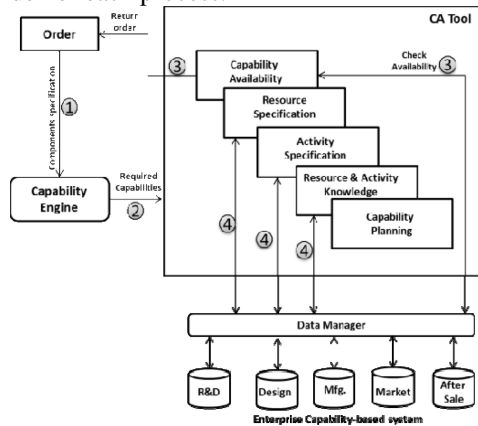 CA Tool
Return
order
Order
Check
Availability
3
3
Capability
Availability
Resource
Specification
Activity
Specification
Resource & Activity
Knowledge
Capability
Planning
1
Components specification
Capability
Engine
Required
Capabilities
2
4
4
4
Data Manager
R&D
Design
Mfg.
Market
After
Sale
Enterprise Capability-based system